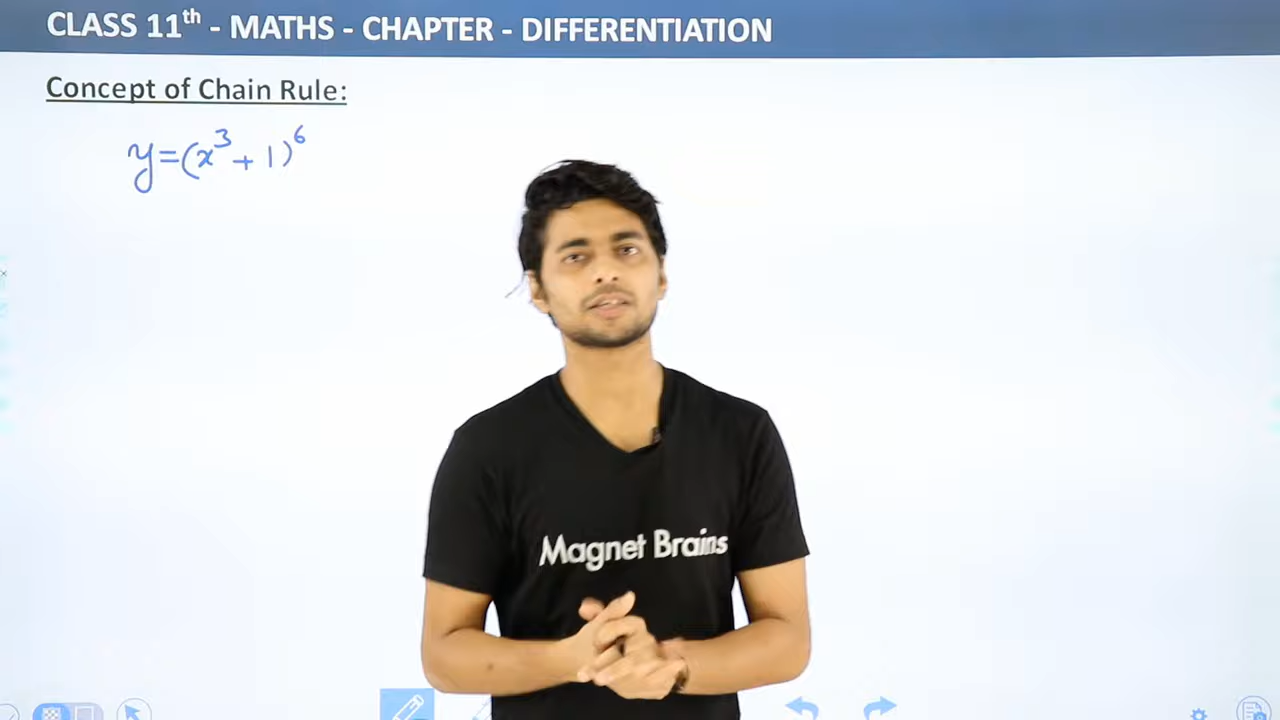 CLASS 11th - MATHS - CHAPTER - DIFFERENTIATION
Concept of Chain Rule:
y=(x³+1)⁶
Magnet Brains